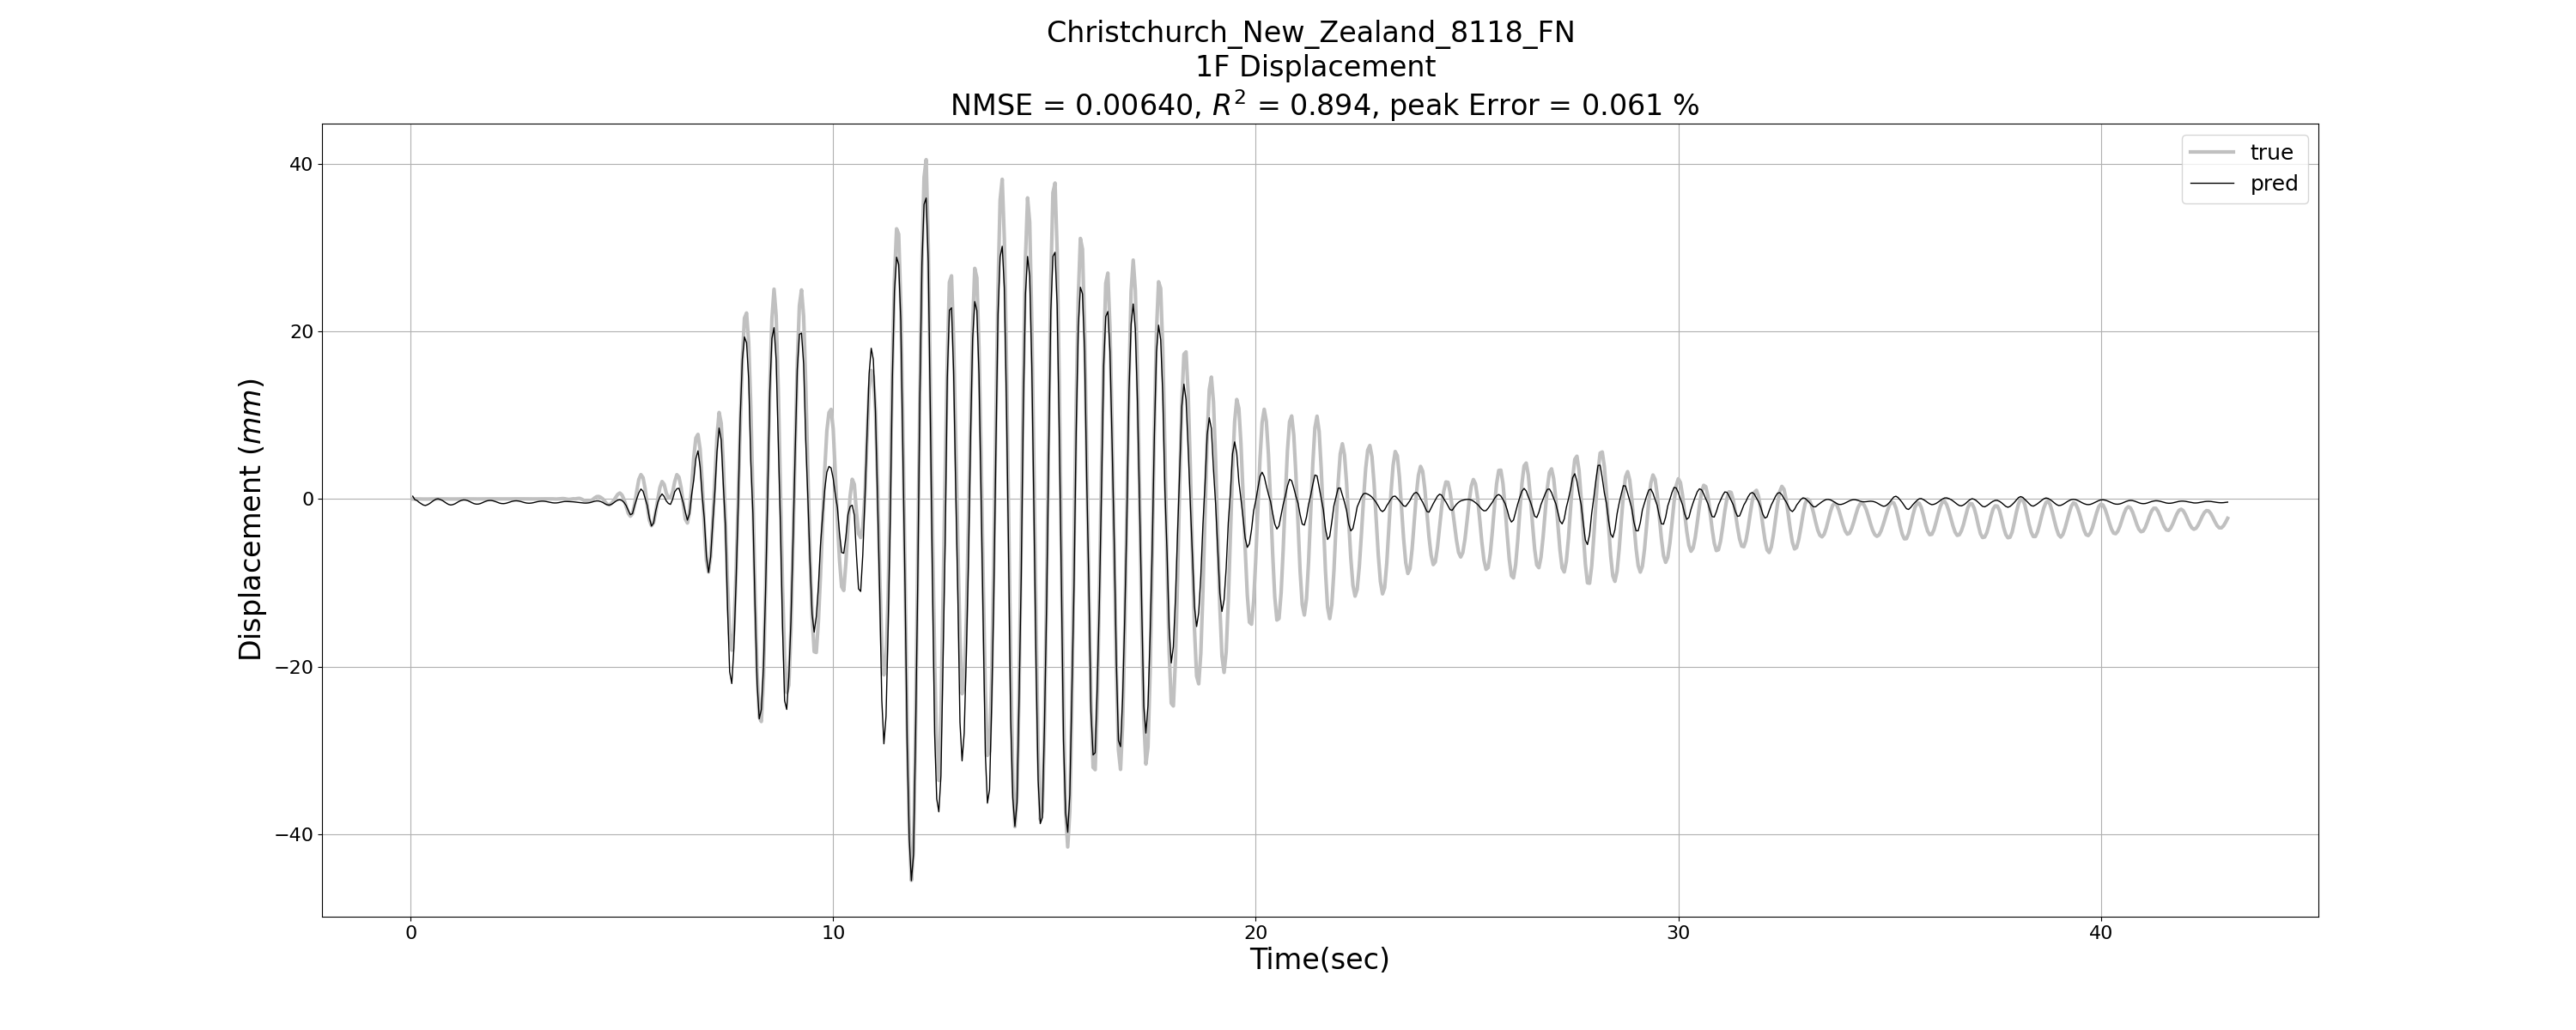 Christchurch_New_Zealand_8118_FN
1F Displacement
NMSE = 0.00640, R² = 0.894, peak Error = 0.061 %
true
pred
Displacement (mm)
40
20
0
−20
−40
0
10
20
30
40
Time(sec)